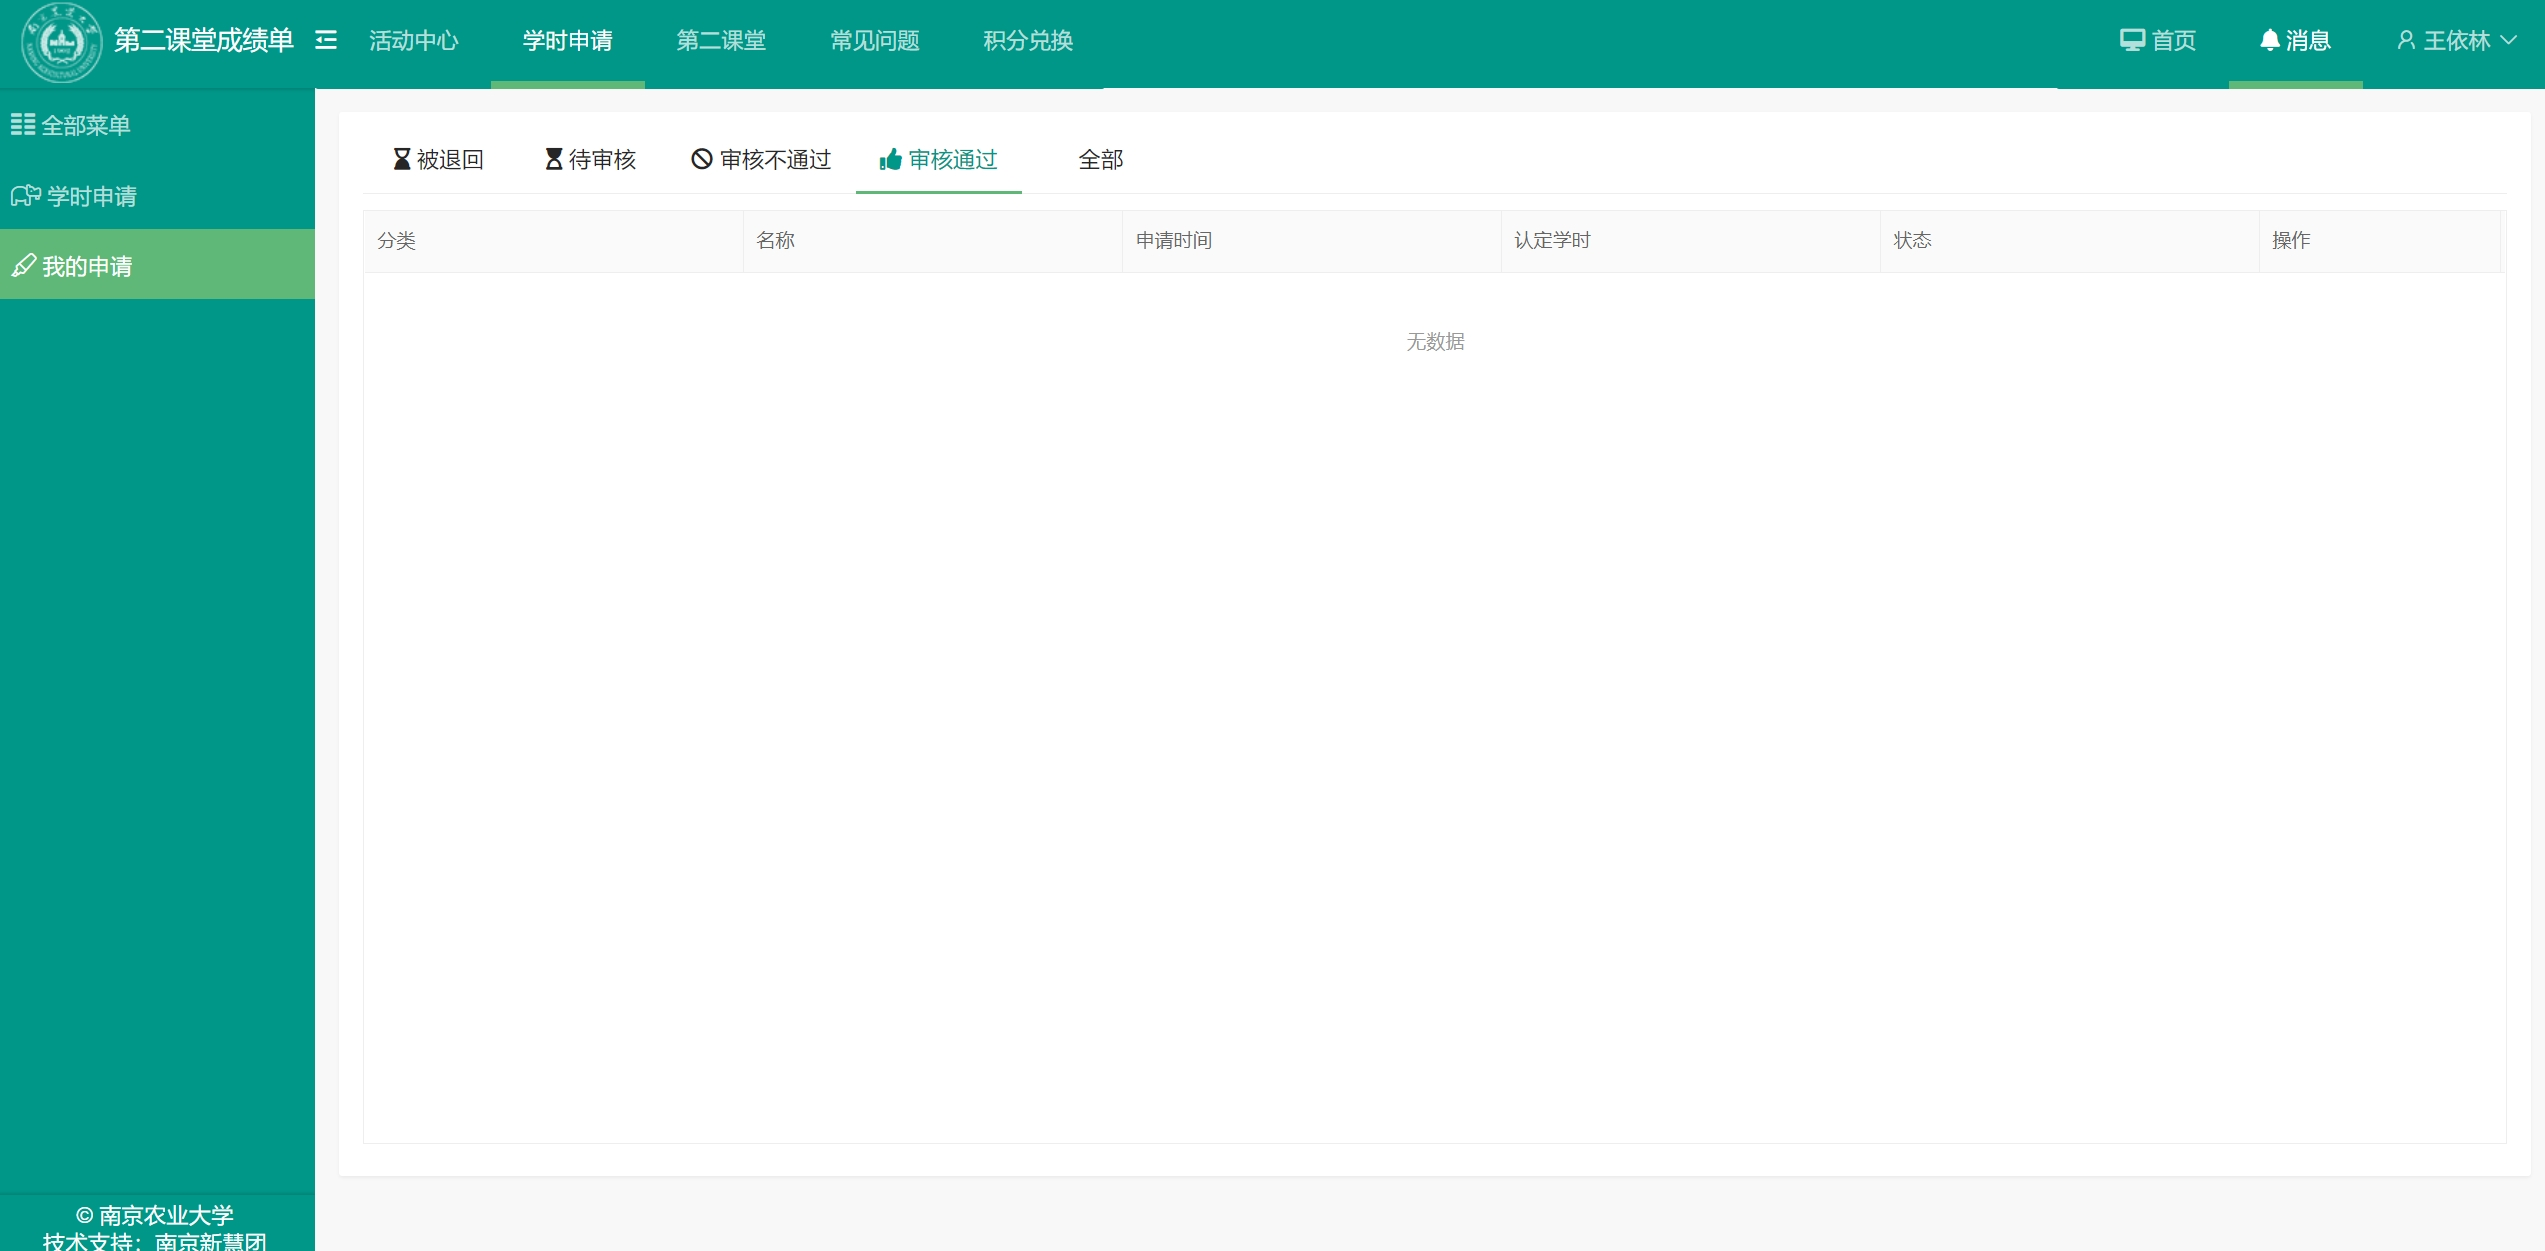 第二课堂成绩单 活动中心 学时申请 第二课堂 常见问题 积分兑换 首页 消息 王依林
全部菜单
学时申请
我的申请
被退回 待审核 审核不通过 审核通过 全部
分类 名称 申请时间 认定学时 状态 操作
无数据
© 南京农业大学
技术支持：南京新慧团